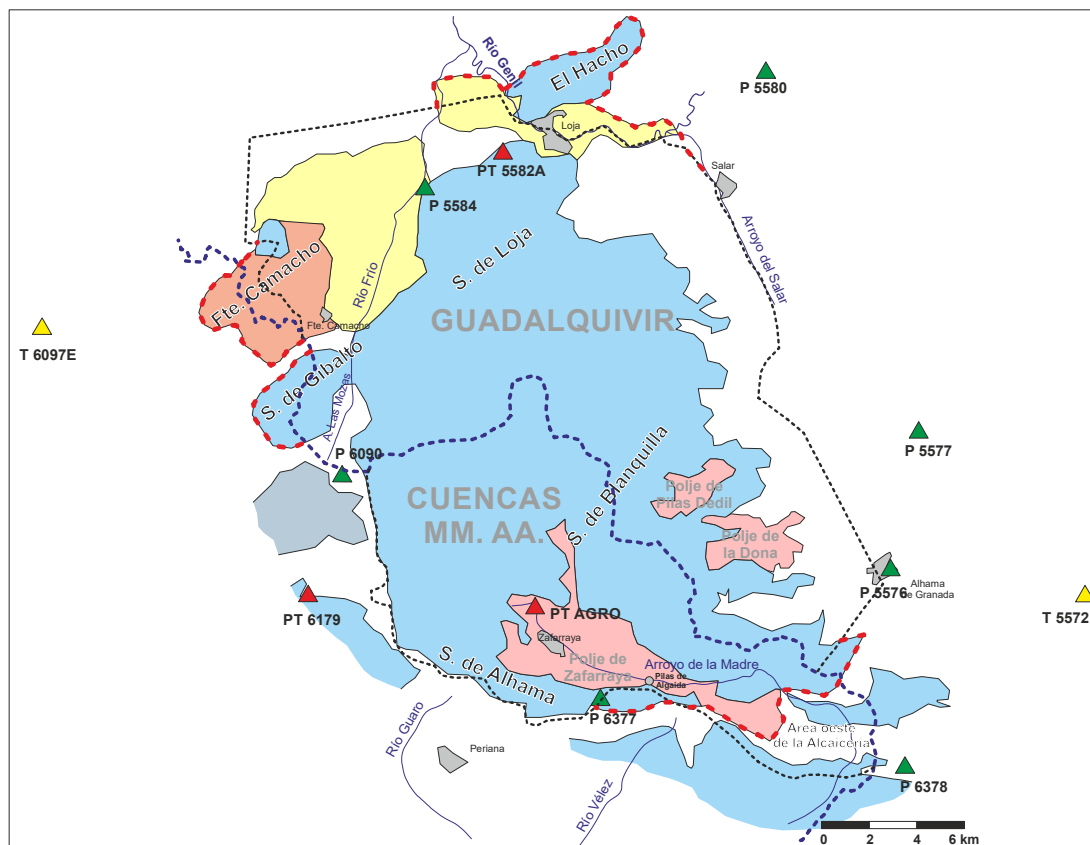 El Hacho
Río Genil
P 5580
Loja
PT 5582A
Salar
P 5584
S. de Loja
Arroyo del Salar
Fte. Camacho
Río Frío
Fte. Camacho
GUADALQUIVIR
T 6097E
S. de Gibalto
A. Las Mozas
P 5577
P 6090
S. de Blanquilla
Polje de
Pilas Dedil
CUENCAS
MM. AA.
Polje de
la Dona
P 5576
Alhama
de Granada
PT 6179
T 5572
PT AGRO
Zafarraya
Polje de
Zafarraya
Arroyo de la Madre
Pilas de
Algaida
S. de Alhama
P 6377
Río Guaro
Periana
Área oeste
de la Alcaicería
Río Vélez
P 6378
0 2 4 6 km